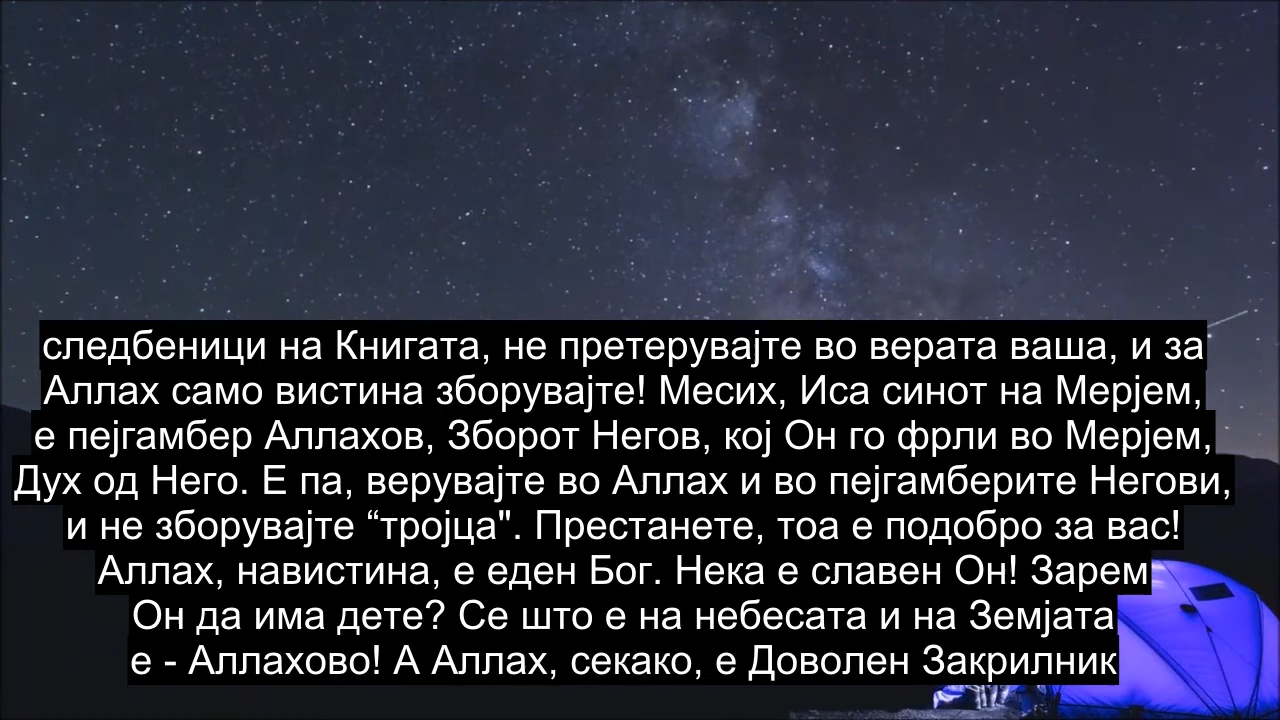 следбеници на Книгата, не претерувајте во верата ваша, и за
Аллах само вистина зборувајте! Месих, Иса синот на Мерјем,
е пејгамбер Аллахов, Зборот Негов, кој Он го фрли во Мерјем,
Дух од Него. Е па, верувајте во Аллах и во пејгамберите Негови,
и не зборувајте “тројца". Престанете, тоа е подобро за вас!
Аллах, навистина, е еден Бог. Нека е славен Он! Зарем
Он да има дете? Се што е на небесата и на Земјата
е - Аллахово! А Аллах, секако, е Доволен Закрилник